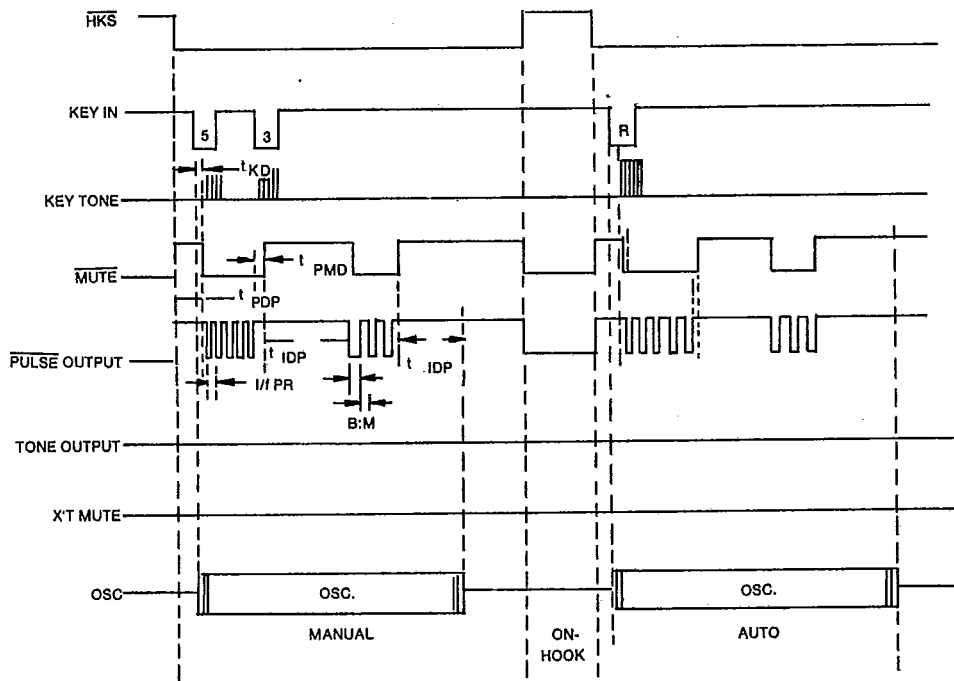 HKS
KEY IN
5 3 R
t KD
KEY TONE
t PMD
MUTE
t PDP
t IDP t IDP
PULSE OUTPUT
I/f PR
B:M
TONE OUTPUT
X'T MUTE
OSC OSC. OSC.
MANUAL ON-HOOK AUTO